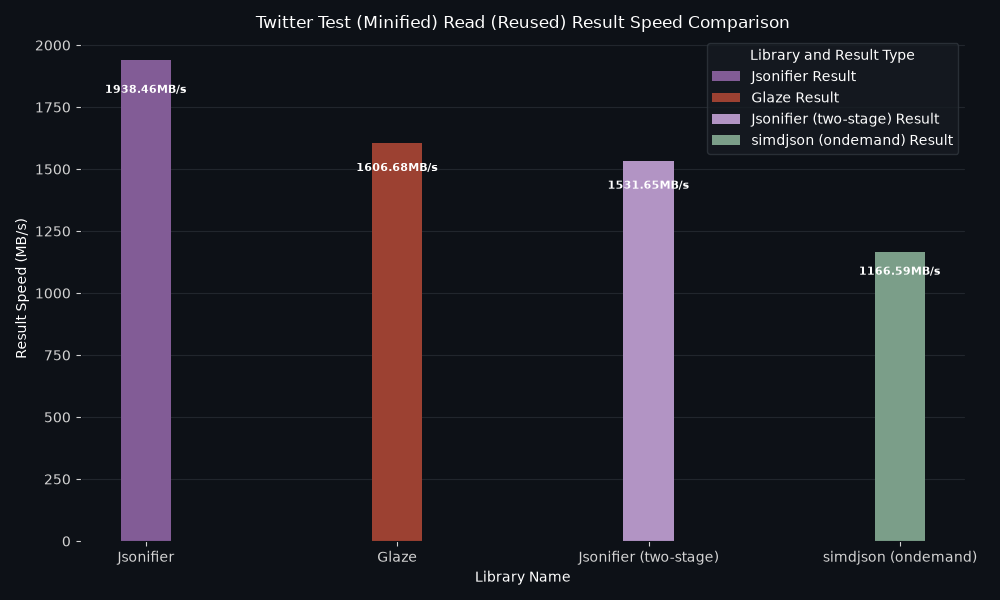 Twitter Test (Minified) Read (Reused) Result Speed Comparison
Library and Result Type
Jsonifier Result
Glaze Result
Jsonifier (two-stage) Result
simdjson (ondemand) Result
Result Speed (MB/s)
2000
1750
1500
1250
1000
750
500
250
0
1938.46MB/s
1606.68MB/s
1531.65MB/s
1166.59MB/s
Jsonifier
Glaze
Jsonifier (two-stage)
simdjson (ondemand)
Library Name